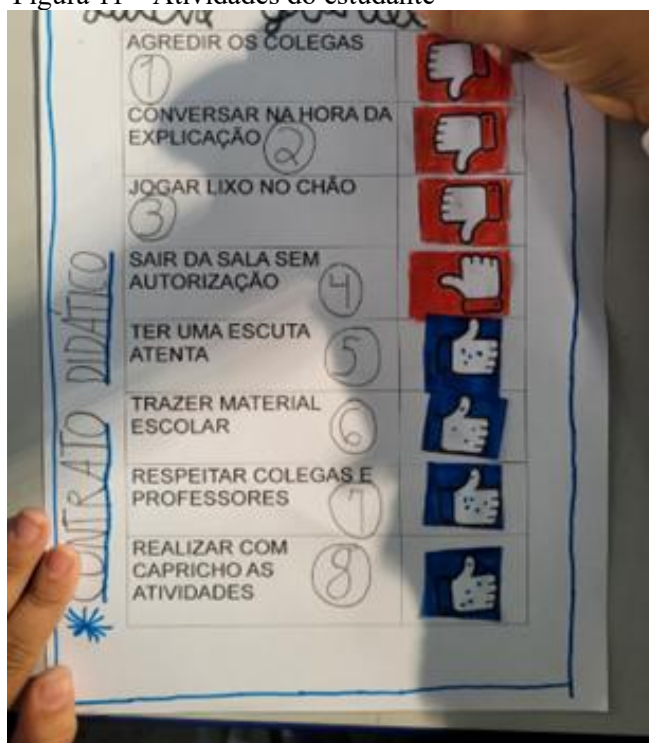 Figura 11 – Atividades do estudante
AGREDIR OS COLEGAS
1
CONVERSAR NA HORA DA
EXPLICAÇÃO 2
JOGAR LIXO NO CHÃO
3
SAIR DA SALA SEM
AUTORIZAÇÃO 4
TER UMA ESCUTA
ATENTA 5
TRAZER MATERIAL
ESCOLAR 6
RESPEITAR COLEGAS E
PROFESSORES 7
REALIZAR COM
CAPRICHO AS 8
ATIVIDADES
CONTRATO DIDÁTICO